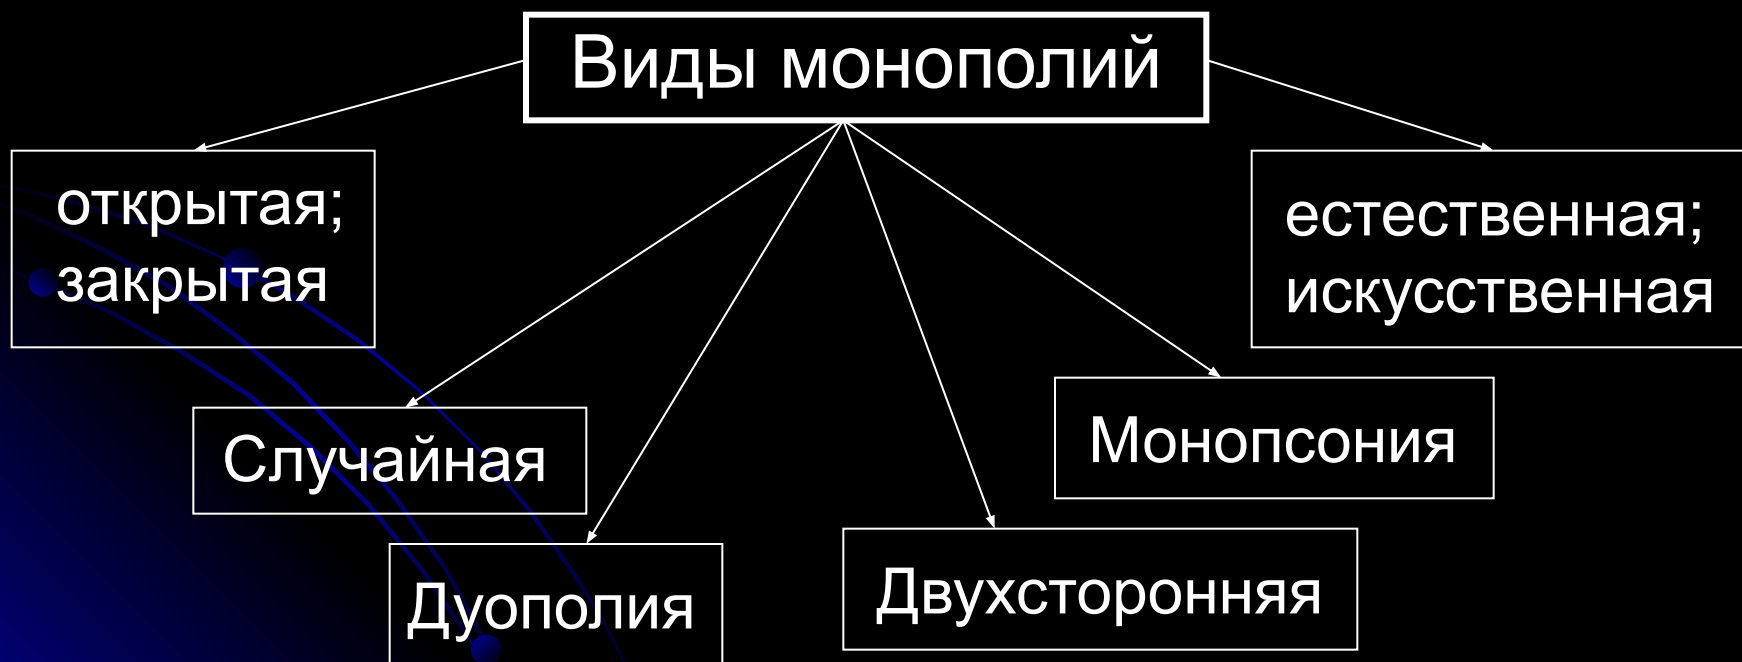 Виды монополий
открытая;
закрытая
естественная;
искусственная
Случайная
Монопсония
Дуополия
Двухсторонняя